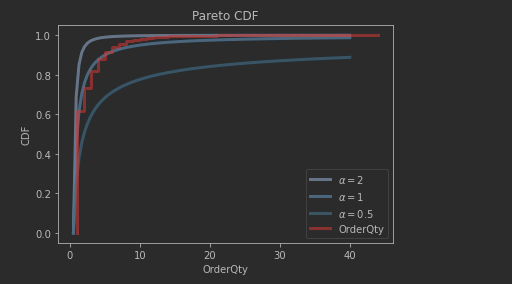 Pareto CDF
1.0
0.8
0.6
0.4
0.2
0.0
CDF
0 10 20 30 40
OrderQty
α = 2
α = 1
α = 0.5
OrderQty